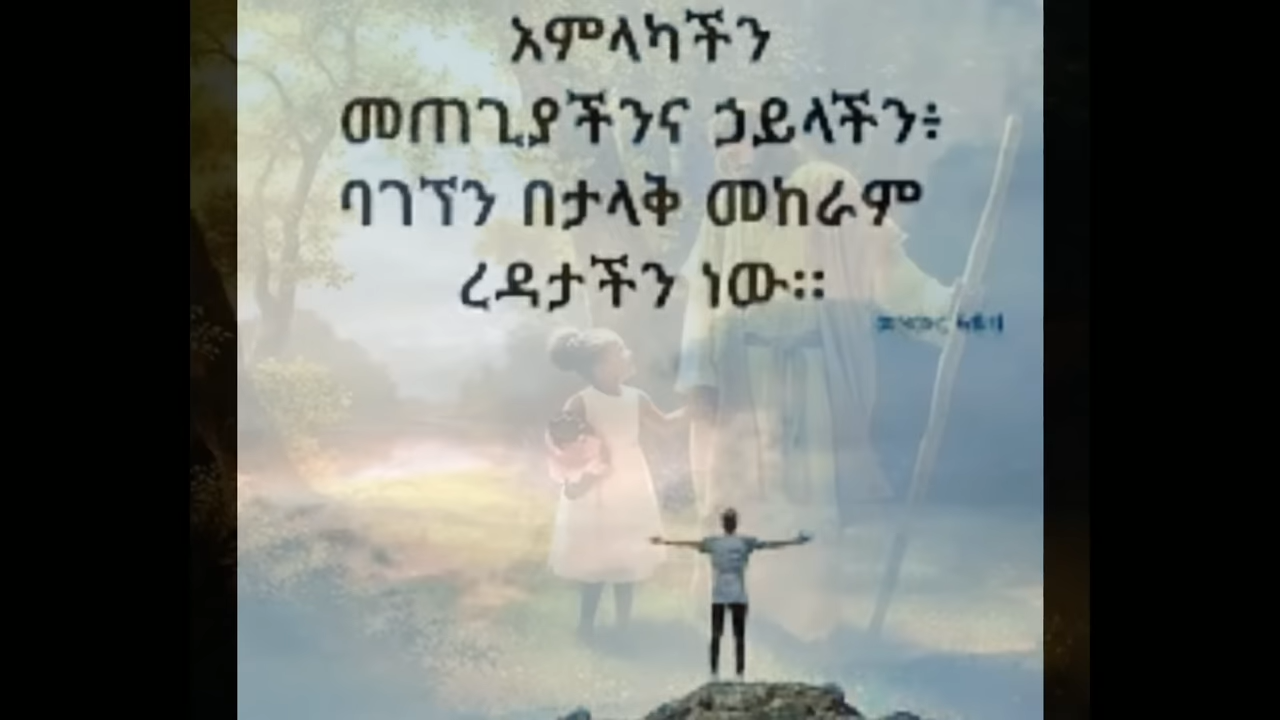 አምላካችን
መጠጊያችንና ኃይላችን፥
ባገኘን በታላቅ መከራም
ረዳታችን ነው።